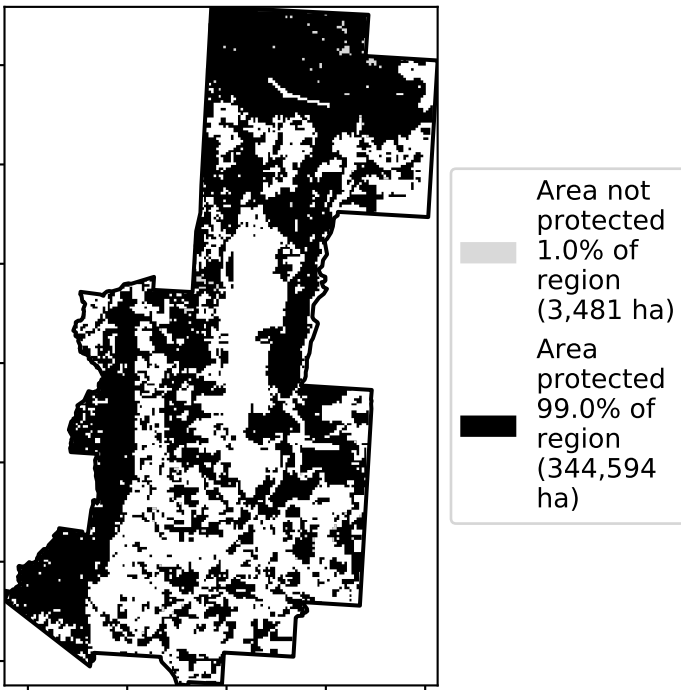 Area not
protected
1.0% of
region
(3,481 ha)
Area
protected
99.0% of
region
(344,594
ha)